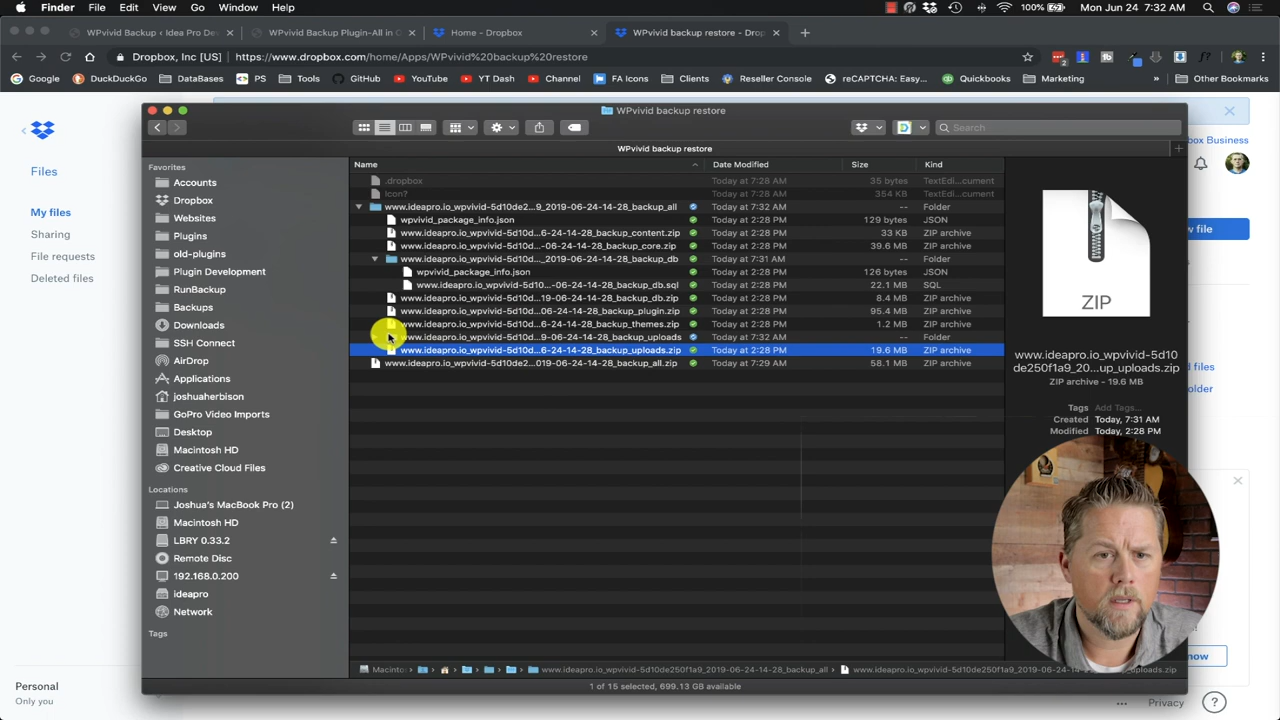 Finder File Edit View Go Window Help 100% Mon Jun 24 7:32 AM
WPvivid Backup ‹ Idea Pro De × WPvivid Backup Plugin-All in C × Home - Dropbox × WPvivid backup restore - Drop ×
Dropbox, Inc [US] https://www.dropbox.com/home/Apps/WPvivid%20backup%20restore
Google DuckDuckGo DataBases PS Tools GitHub YouTube YT Dash Channel FA Icons Clients Reseller Console reCAPTCHA: Easy... Quickbooks Marketing » Other Bookmarks
WPvivid backup restore
Search
WPvivid backup restore
Name Date Modified Size Kind
.dropbox Today at 7:28 AM 35 bytes TextEdi...cument
Icon? Today at 7:28 AM 354 KB TextEdi...cument
www.ideapro.io_wpvivid-5d10de2...9_2019-06-24-14-28_backup_all Today at 7:32 AM -- Folder
wpvivid_package_info.json Today at 2:28 PM 129 bytes JSON
www.ideapro.io_wpvivid-5d10d...6-24-14-28_backup_content.zip Today at 2:28 PM 33 KB ZIP archive
www.ideapro.io_wpvivid-5d10d...-06-24-14-28_backup_core.zip Today at 2:28 PM 39.6 MB ZIP archive
www.ideapro.io_wpvivid-5d10d..._2019-06-24-14-28_backup_db Today at 7:31 AM -- Folder
wpvivid_package_info.json Today at 2:28 PM 126 bytes JSON
www.ideapro.io_wpvivid-5d10...-06-24-14-28_backup_db.sql Today at 2:28 PM 22.1 MB SQL
www.ideapro.io_wpvivid-5d10d...19-06-24-14-28_backup_db.zip Today at 2:28 PM 8.4 MB ZIP archive
www.ideapro.io_wpvivid-5d10d...06-24-14-28_backup_plugin.zip Today at 2:28 PM 95.4 MB ZIP archive
www.ideapro.io_wpvivid-5d10d...6-24-14-28_backup_themes.zip Today at 2:28 PM 1.2 MB ZIP archive
www.ideapro.io_wpvivid-5d10d...9-06-24-14-28_backup_uploads Today at 7:32 AM -- Folder
www.ideapro.io_wpvivid-5d10d...6-24-14-28_backup_uploads.zip Today at 2:28 PM 19.6 MB ZIP archive
www.ideapro.io_wpvivid-5d10de2...019-06-24-14-28_backup_all.zip Today at 7:29 AM 58.1 MB ZIP archive
Favorites
Accounts
Dropbox
Websites
Plugins
old-plugins
Plugin Development
RunBackup
Backups
Downloads
SSH Connect
AirDrop
Applications
joshuaherbison
GoPro Video Imports
Desktop
Macintosh HD
Creative Cloud Files
Locations
Joshua's MacBook Pro (2)
Macintosh HD
LBRY 0.33.2
Remote Disc
192.168.0.200
ideapro
Network
Tags
ZIP
www.ideapro.io_wpvivid-5d10
de250f1a9_20...up_uploads.zip
ZIP archive - 19.6 MB
Tags Add Tags...
Created Today, 7:31 AM
Modified Today, 2:28 PM
Macinto www.ideapro.io_wpvivid-5d10de250f1a9_2019-06-24-14-28_backup_all
1 of 15 selected, 699.13 GB available
Files
My files
Sharing
File requests
Deleted files
Personal
Only you
Privacy ?